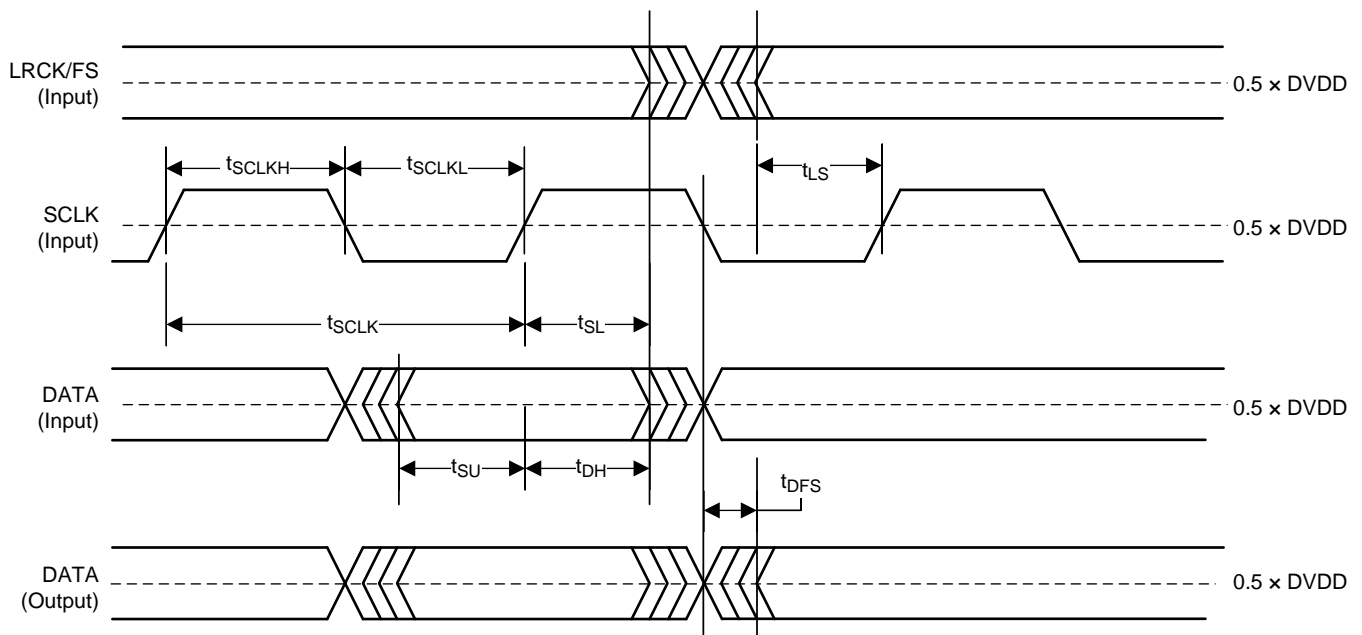 LRCK/FS
(Input)
0.5 × DVDD
tSCLKH
tSCLKL
tLS
SCLK
(Input)
0.5 × DVDD
tSCLK
tSL
DATA
(Input)
0.5 × DVDD
tSU
tDH
tDFS
DATA
(Output)
0.5 × DVDD